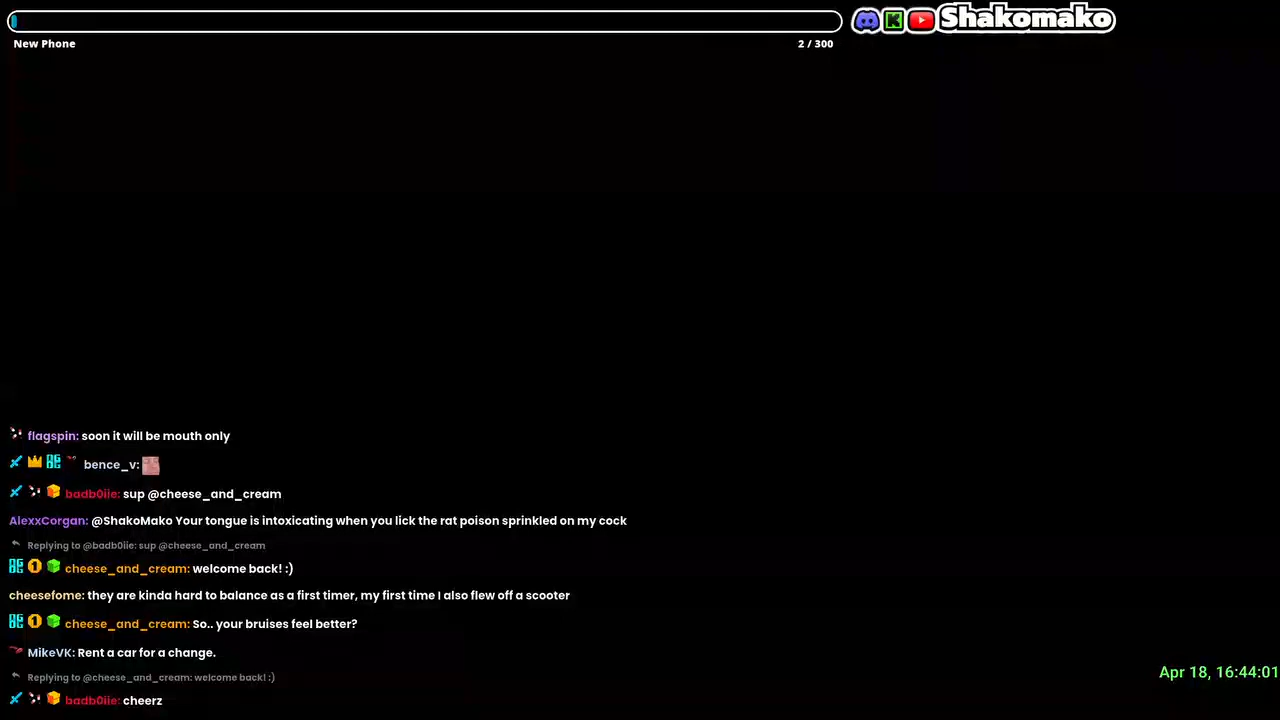 Shakomako
New Phone
2 / 300
flagspin: soon it will be mouth only
bence_v:
badb0iie: sup @cheese_and_cream
AlexxCorgan: @ShakoMako Your tongue is intoxicating when you lick the rat poison sprinkled on my cock
Replying to @badb0iie: sup @cheese_and_cream
cheese_and_cream: welcome back! :)
cheesefome: they are kinda hard to balance as a first timer, my first time I also flew off a scooter
cheese_and_cream: So.. your bruises feel better?
MikeVK: Rent a car for a change.
Replying to @cheese_and_cream: welcome back! :)
badb0iie: cheerz
Apr 18, 16:44:01